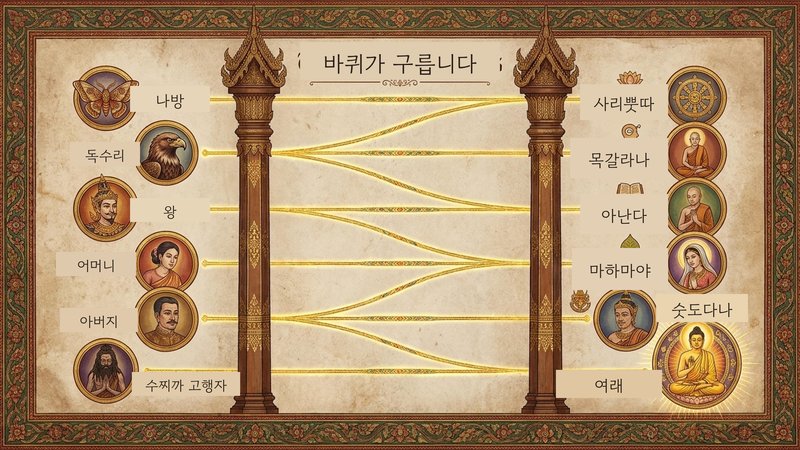 바퀴가 구릅니다
나방
독수리
왕
어머니
아버지
수찌까 고행자
사리뿟따
목갈라나
아난다
마하마야
숫도다나
여래